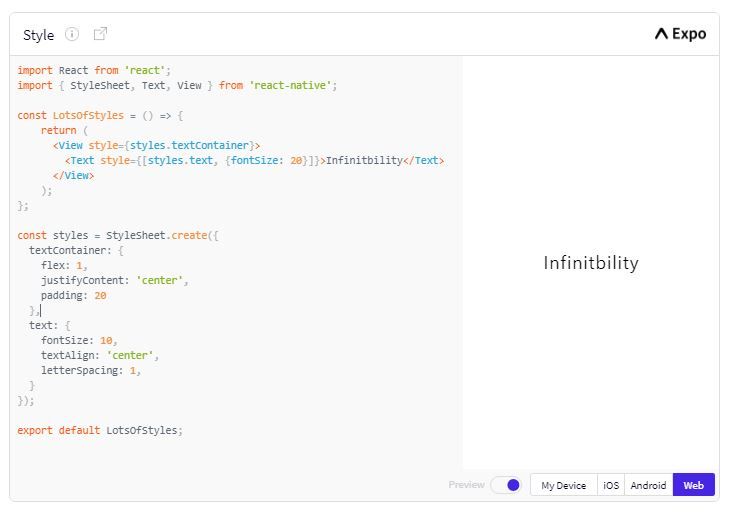 Style
Expo
import React from 'react';
import { StyleSheet, Text, View } from 'react-native';
const LotsOfStyles = () => {
    return (
      <View style={styles.textContainer}>
        <Text style={[styles.text, {fontSize: 20}]}>Infinitbility</Text>
      </View>
    );
};
const styles = StyleSheet.create({
  textContainer: {
    flex: 1,
    justifyContent: 'center',
    padding: 20
  },
  text: {
    fontSize: 10,
    textAlign: 'center',
    letterSpacing: 1,
  }
});
export default LotsOfStyles;
Infinitbility
Preview My Device iOS Android Web